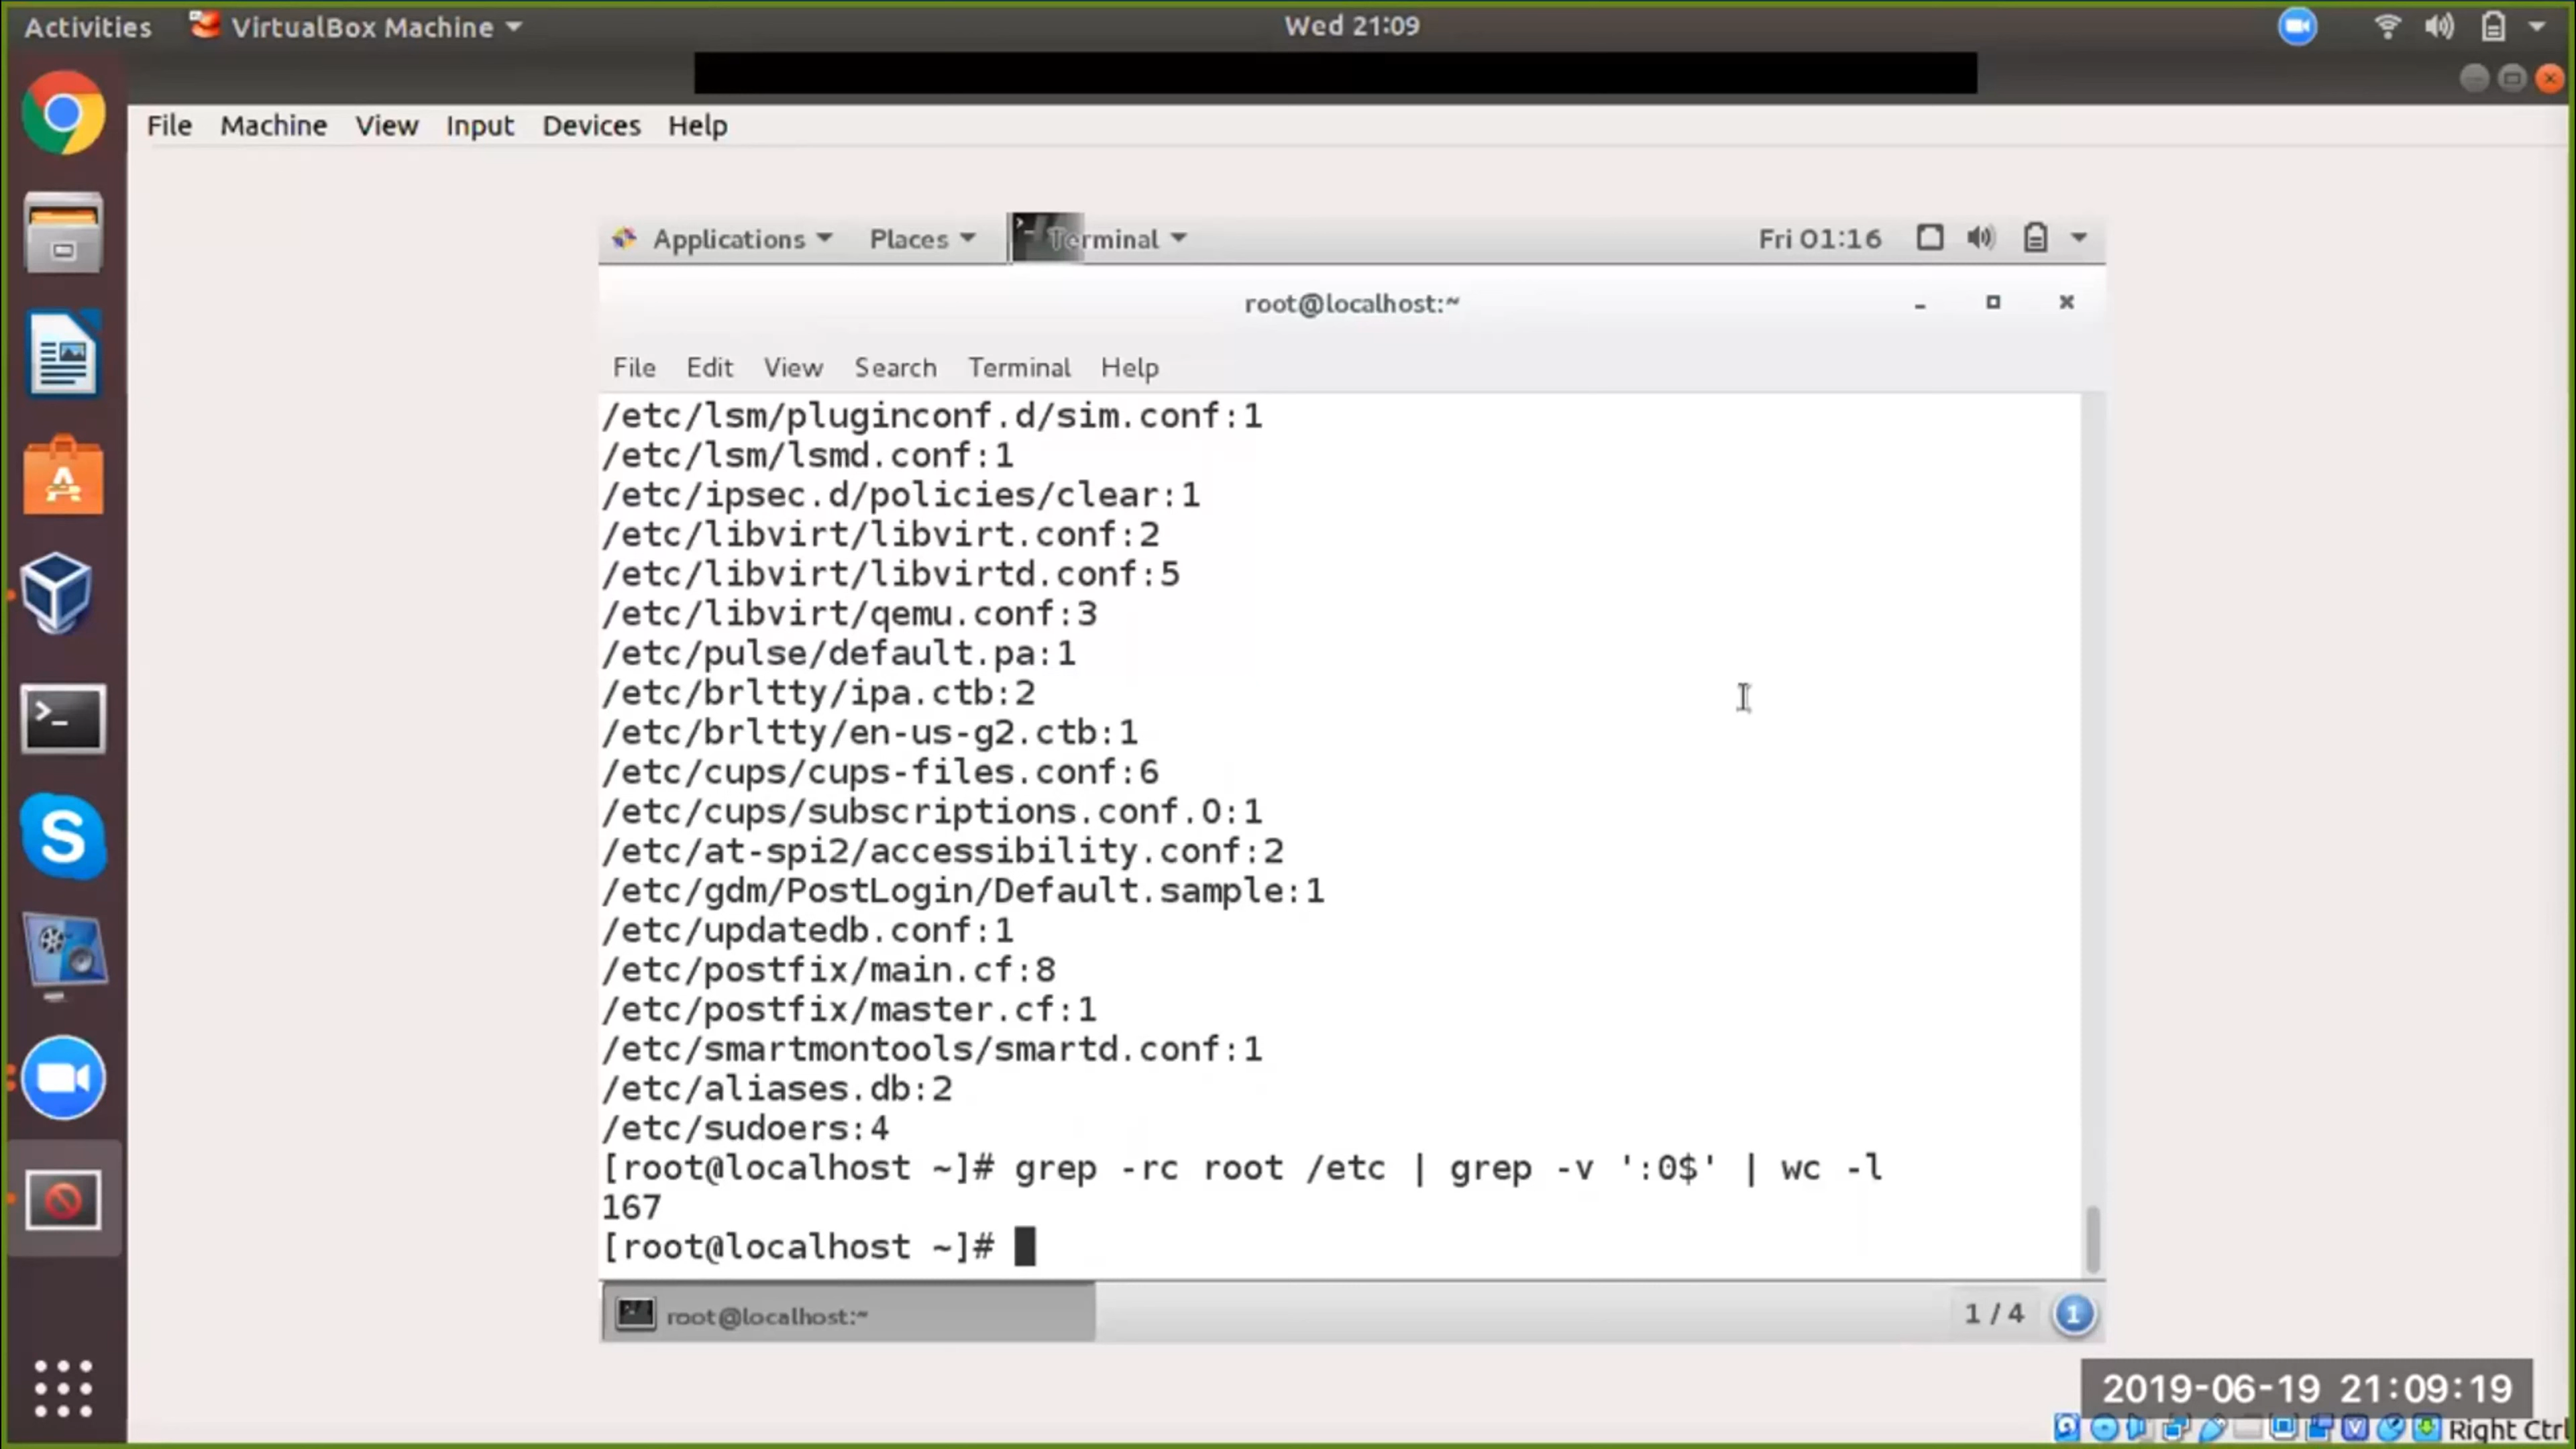 Activities VirtualBox Machine Wed 21:09
File Machine View Input Devices Help
Applications Places Terminal Fri 01:16
root@localhost:~
File Edit View Search Terminal Help
/etc/lsm/pluginconf.d/sim.conf:1
/etc/lsm/lsmd.conf:1
/etc/ipsec.d/policies/clear:1
/etc/libvirt/libvirt.conf:2
/etc/libvirt/libvirtd.conf:5
/etc/libvirt/qemu.conf:3
/etc/pulse/default.pa:1
/etc/brltty/ipa.ctb:2
/etc/brltty/en-us-g2.ctb:1
/etc/cups/cups-files.conf:6
/etc/cups/subscriptions.conf.O:1
/etc/at-spi2/accessibility.conf:2
/etc/gdm/PostLogin/Default.sample:1
/etc/updatedb.conf:1
/etc/postfix/main.cf:8
/etc/postfix/master.cf:1
/etc/smartmontools/smartd.conf:1
/etc/aliases.db:2
/etc/sudoers:4
[root@localhost ~]# grep -rc root /etc | grep -v ':0$' | wc -l
167
[root@localhost ~]#
root@localhost:~ 1 / 4 1
2019-06-19 21:09:19
Right Ctrl